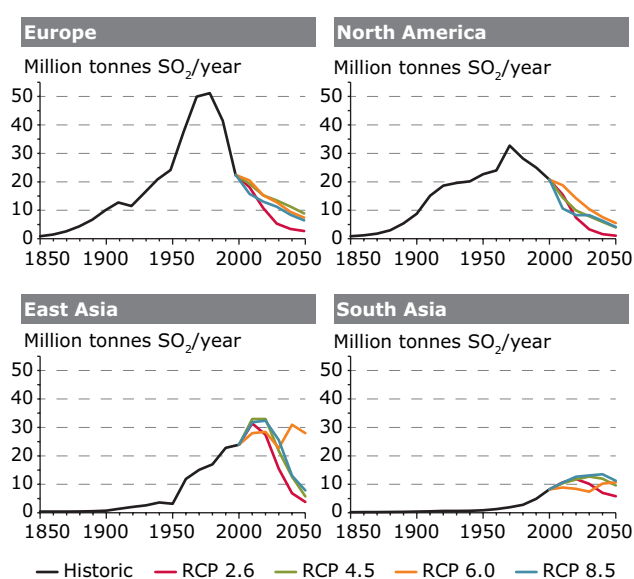 Europe
Million tonnes SO2/year
50
40
30
20
10
0
1850 1900 1950 2000 2050
North America
Million tonnes SO2/year
50
40
30
20
10
0
1850 1900 1950 2000 2050
East Asia
Million tonnes SO2/year
50
40
30
20
10
0
1850 1900 1950 2000 2050
South Asia
Million tonnes SO2/year
50
40
30
20
10
0
1850 1900 1950 2000 2050
Historic RCP 2.6 RCP 4.5 RCP 6.0 RCP 8.5